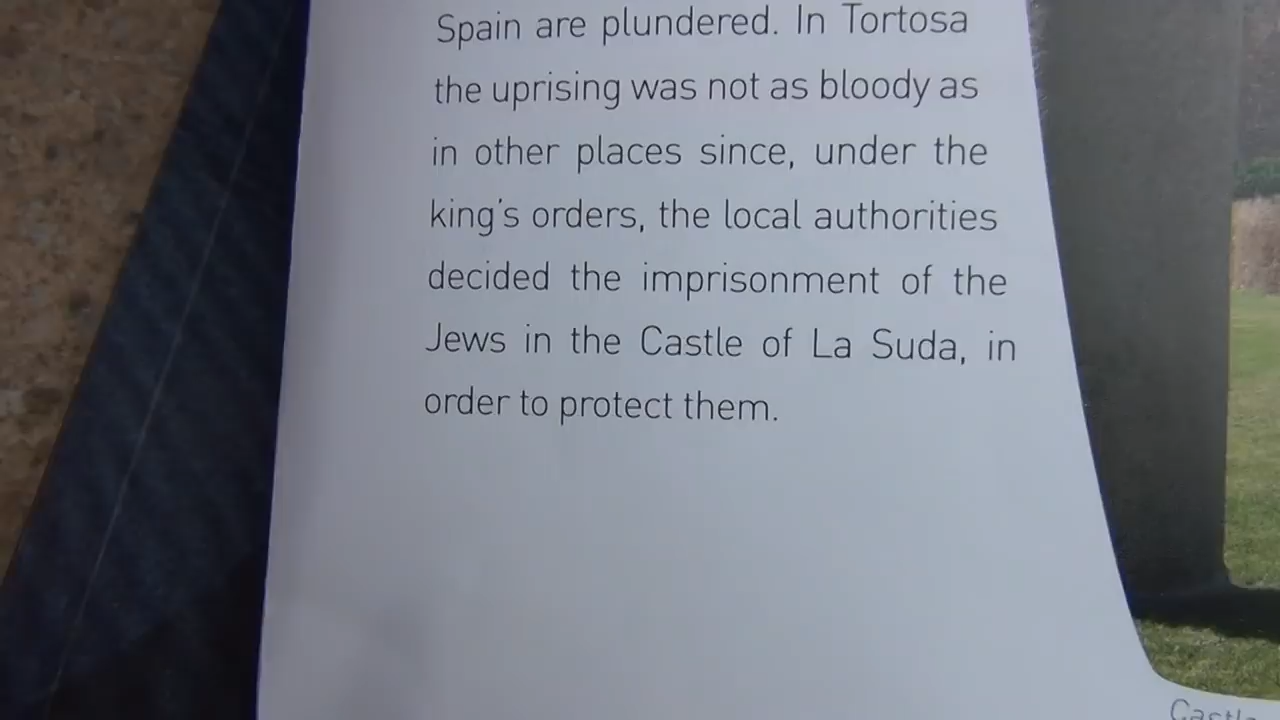 Spain are plundered. In Tortosa
the uprising was not as bloody as
in other places since, under the
king's orders, the local authorities
decided the imprisonment of the
Jews in the Castle of La Suda, in
order to protect them.